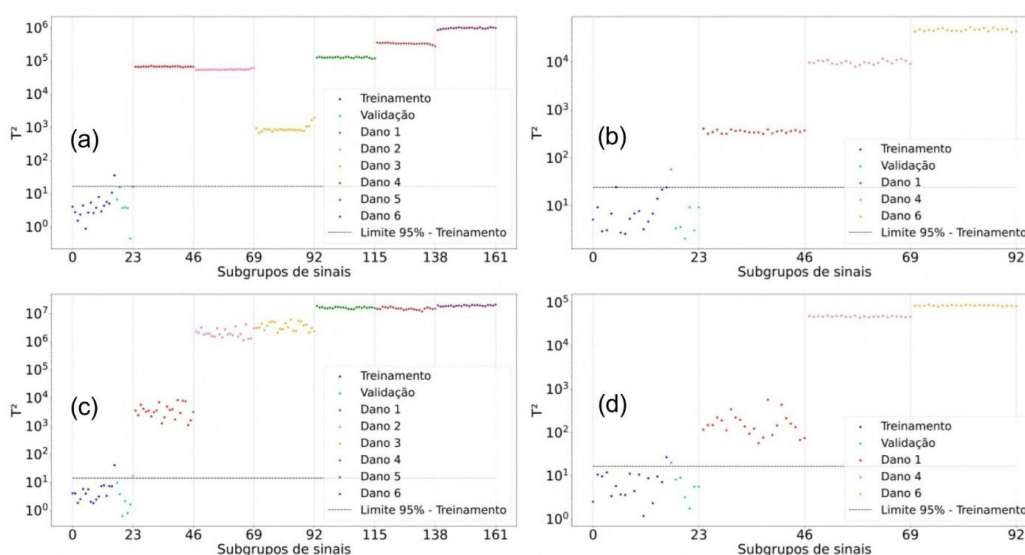 (a)
T²
10⁶
10⁵
10⁴
10³
10²
10¹
10⁰
Treinamento
Validação
Dano 1
Dano 2
Dano 3
Dano 4
Dano 5
Dano 6
Limite 95% - Treinamento
0 23 46 69 92 115 138 161
Subgrupos de sinais
(b)
T²
10⁴
10³
10²
10¹
Treinamento
Validação
Dano 1
Dano 4
Dano 6
Limite 95% - Treinamento
0 23 46 69 92
Subgrupos de sinais
(c)
T²
10⁷
10⁶
10⁵
10⁴
10³
10²
10¹
10⁰
Treinamento
Validação
Dano 1
Dano 2
Dano 3
Dano 4
Dano 5
Dano 6
Limite 95% - Treinamento
0 23 46 69 92 115 138 161
Subgrupos de sinais
(d)
T²
10⁵
10⁴
10³
10²
10¹
10⁰
Treinamento
Validação
Dano 1
Dano 4
Dano 6
Limite 95% - Treinamento
0 23 46 69 92
Subgrupos de sinais